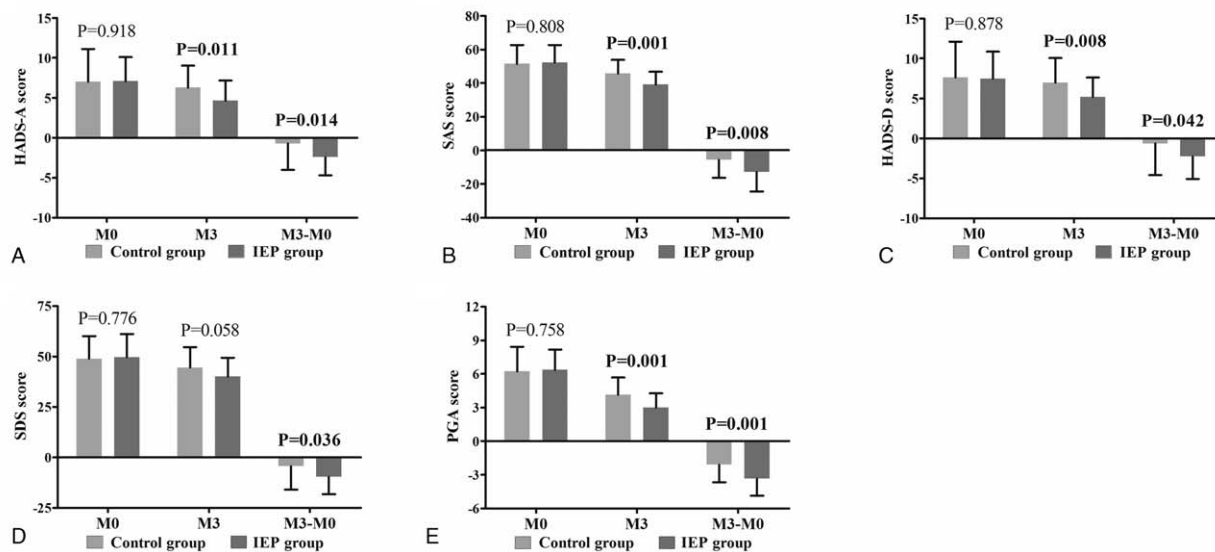 15
10
5
0
-5
-10
HADS-A score
P=0.918
P=0.011
P=0.014
M0 M3 M3-M0
Control group IEP group
A
80
60
40
20
0
-20
-40
SAS score
P=0.808
P=0.001
P=0.008
M0 M3 M3-M0
Control group IEP group
B
15
10
5
0
-5
-10
HADS-D score
P=0.878
P=0.008
P=0.042
M0 M3 M3-M0
Control group IEP group
C
75
50
25
0
-25
SDS score
P=0.776
P=0.058
P=0.036
M0 M3 M3-M0
Control group IEP group
D
12
9
6
3
0
-3
-6
PGA score
P=0.758
P=0.001
P=0.001
M0 M3 M3-M0
Control group IEP group
E